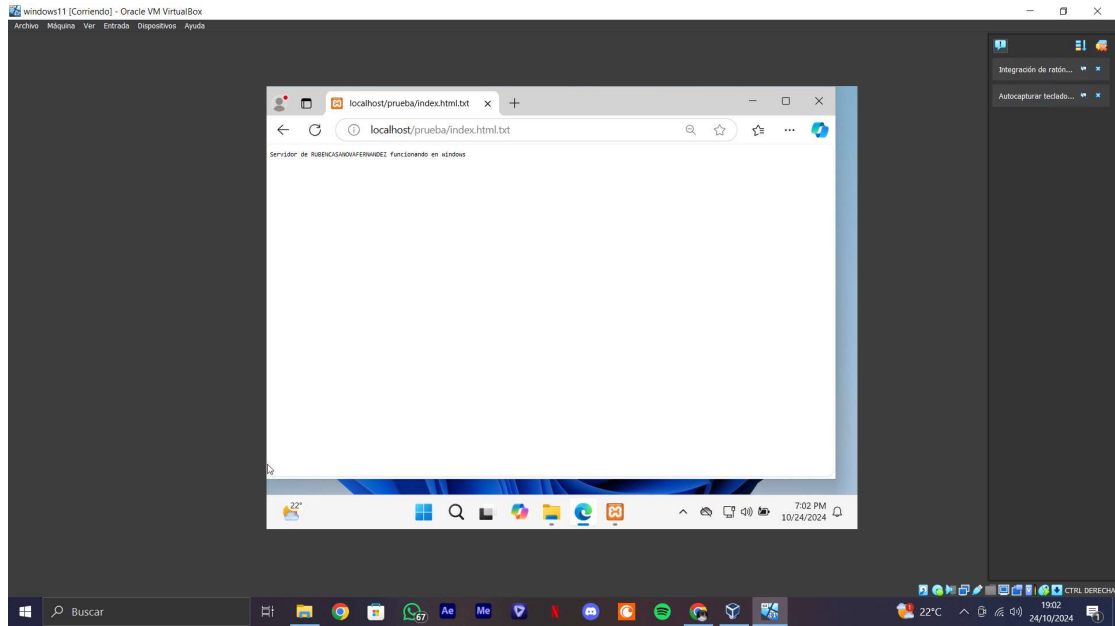 windows11 [Corriendo] - Oracle VM VirtualBox
Archivo Máquina Ver Entrada Dispositivos Ayuda
Integración de ratón...
Autocapturar teclado...
localhost/prueba/index.html.txt
localhost/prueba/index.html.txt
Servidor de RUBENCASANOVAFERNANDEZ funcionando en windows
22°
7:02 PM
10/24/2024
CTRL DERECHA
Buscar
67
Ae
Me
22°C
19:02
24/10/2024